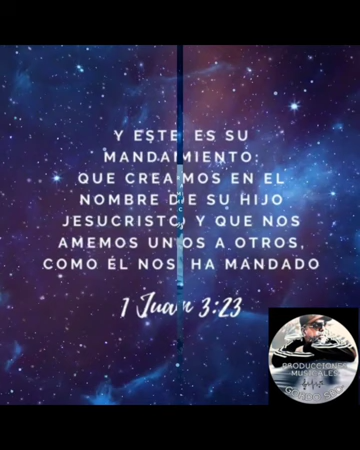 Y ESTE ES SU
MANDAMIENTO:
QUE CREAMOS EN EL
NOMBRE DE SU HIJO
JESUCRISTO, Y QUE NOS
AMEMOS UNOS A OTROS,
COMO ÉL NOS HA MANDADO
1 Juan 3:23
PRODUCCIONES
MUSICALES